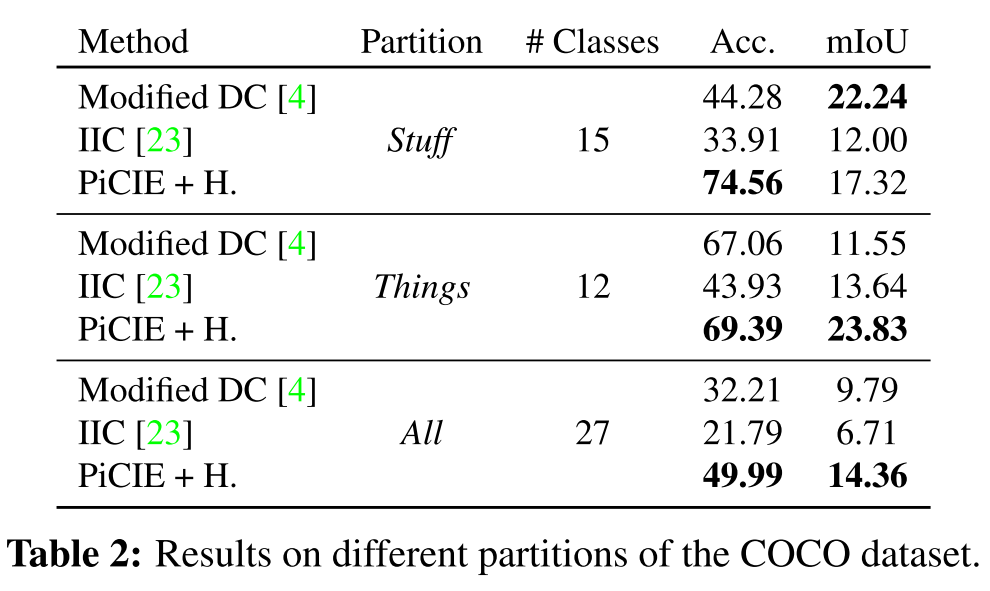 Method Partition # Classes Acc. mIoU
Modified DC [4] 44.28 22.24
IIC [23] Stuff 15 33.91 12.00
PiCIE + H. 74.56 17.32
Modified DC [4] 67.06 11.55
IIC [23] Things 12 43.93 13.64
PiCIE + H. 69.39 23.83
Modified DC [4] 32.21 9.79
IIC [23] All 27 21.79 6.71
PiCIE + H. 49.99 14.36
Table 2: Results on different partitions of the COCO dataset.